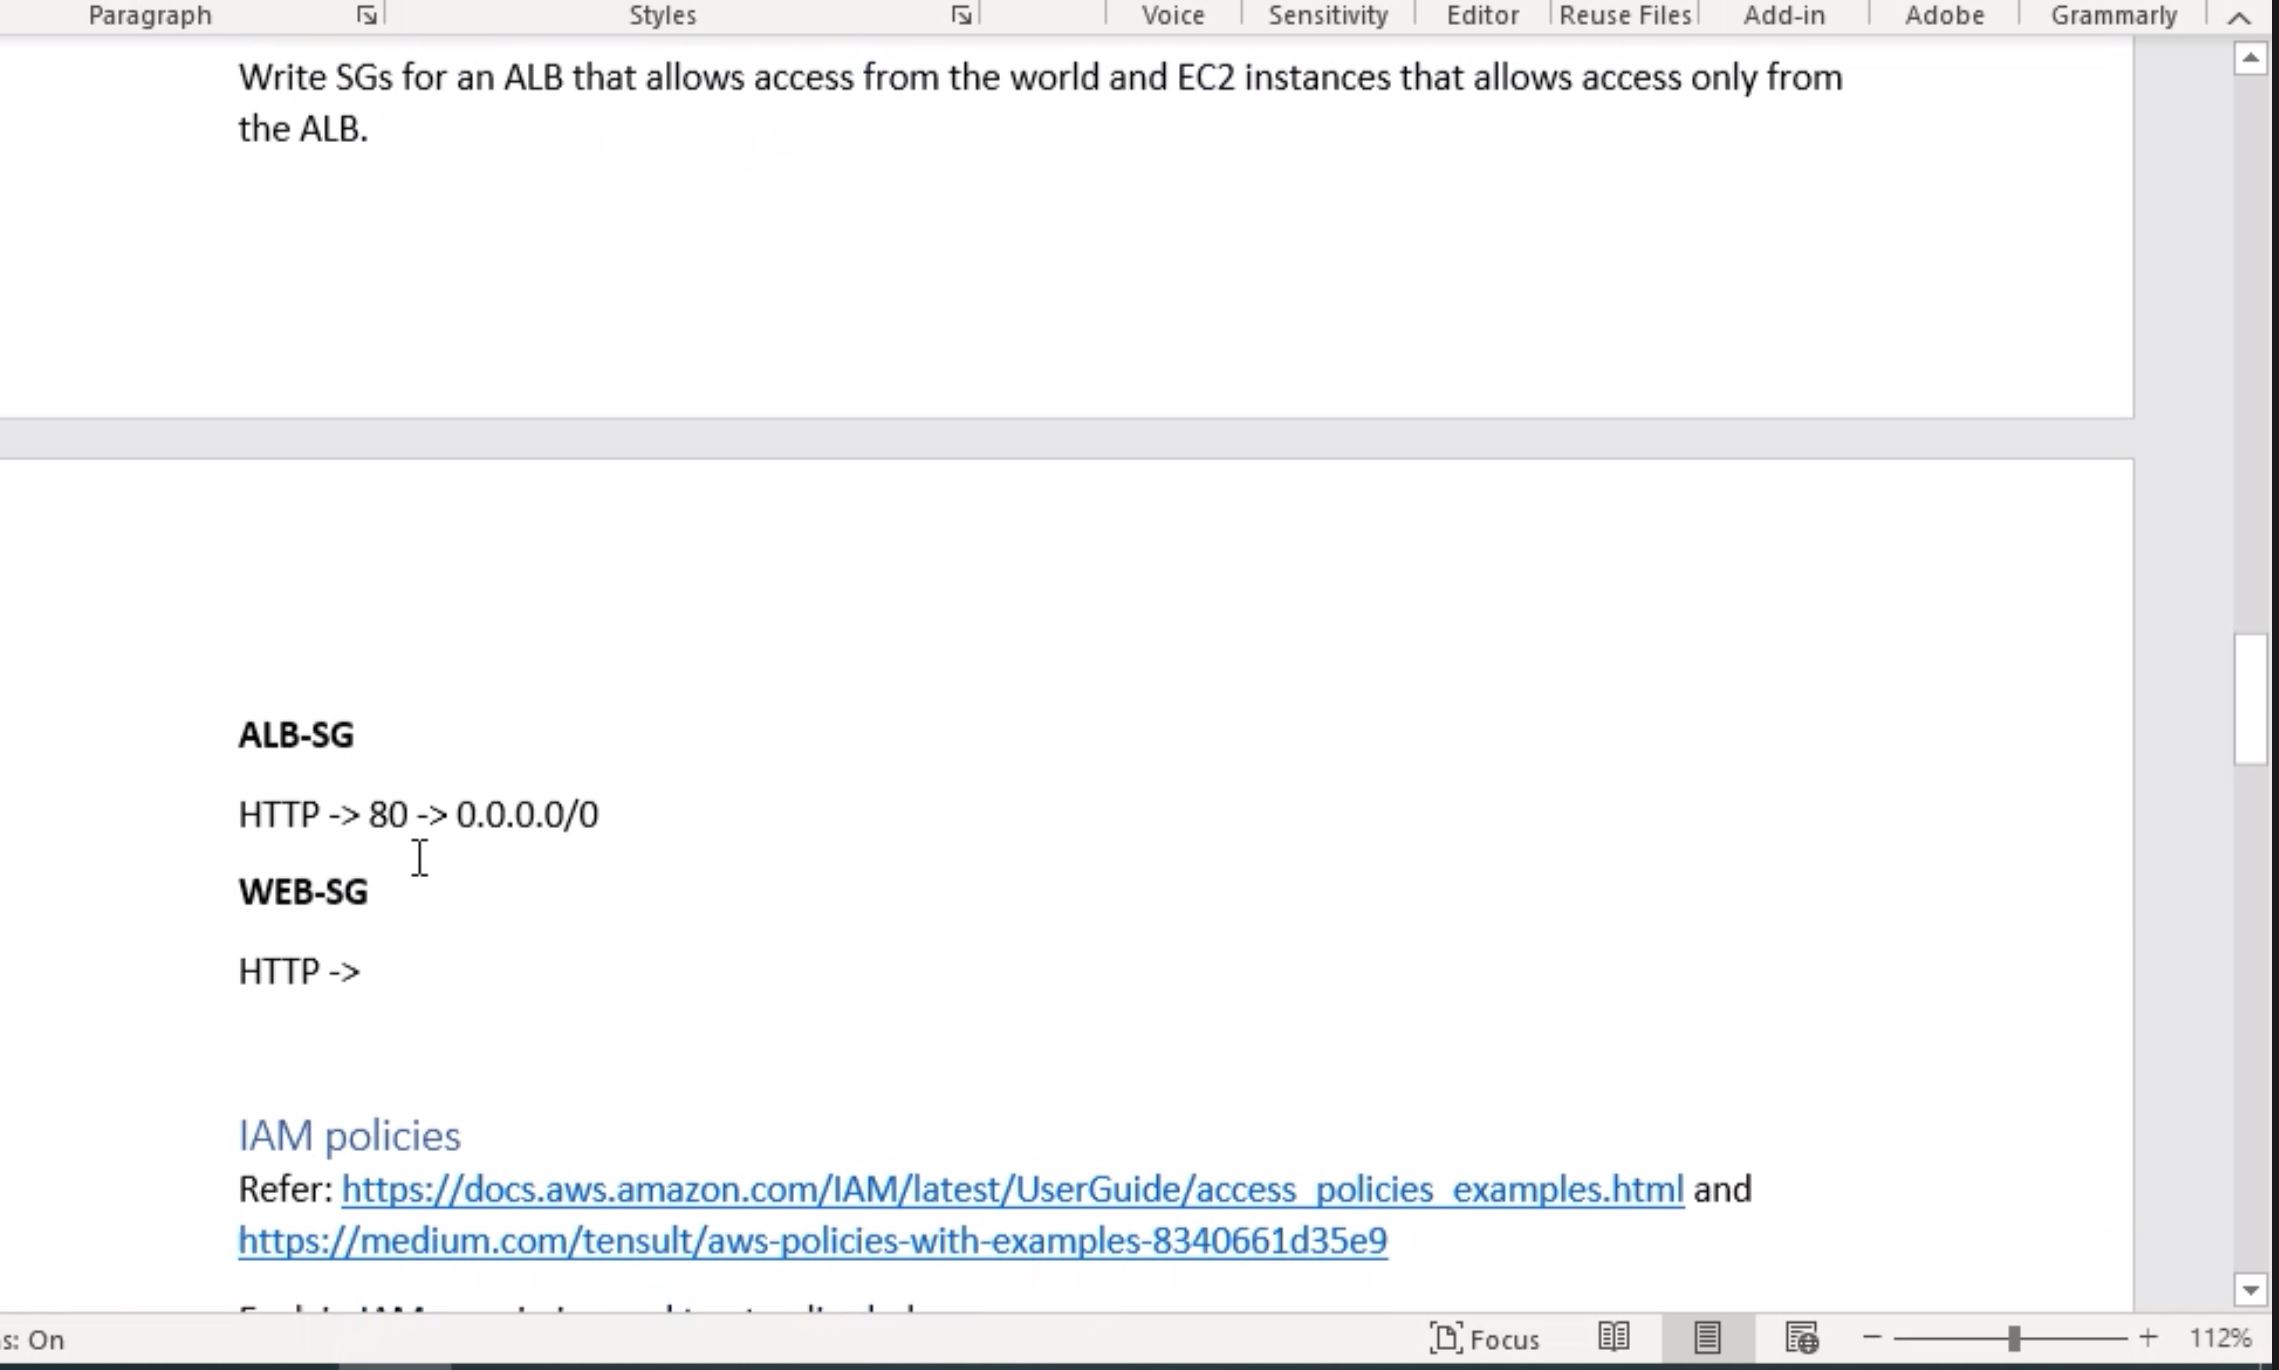 Paragraph Styles Voice Sensitivity Editor Reuse Files Add-in Adobe Grammarly
Write SGs for an ALB that allows access from the world and EC2 instances that allows access only from
the ALB.
ALB-SG
HTTP -> 80 -> 0.0.0.0/0
WEB-SG
HTTP ->
IAM policies
Refer: https://docs.aws.amazon.com/IAM/latest/UserGuide/access_policies_examples.html and
https://medium.com/tensult/aws-policies-with-examples-8340661d35e9
s: On Focus 112%